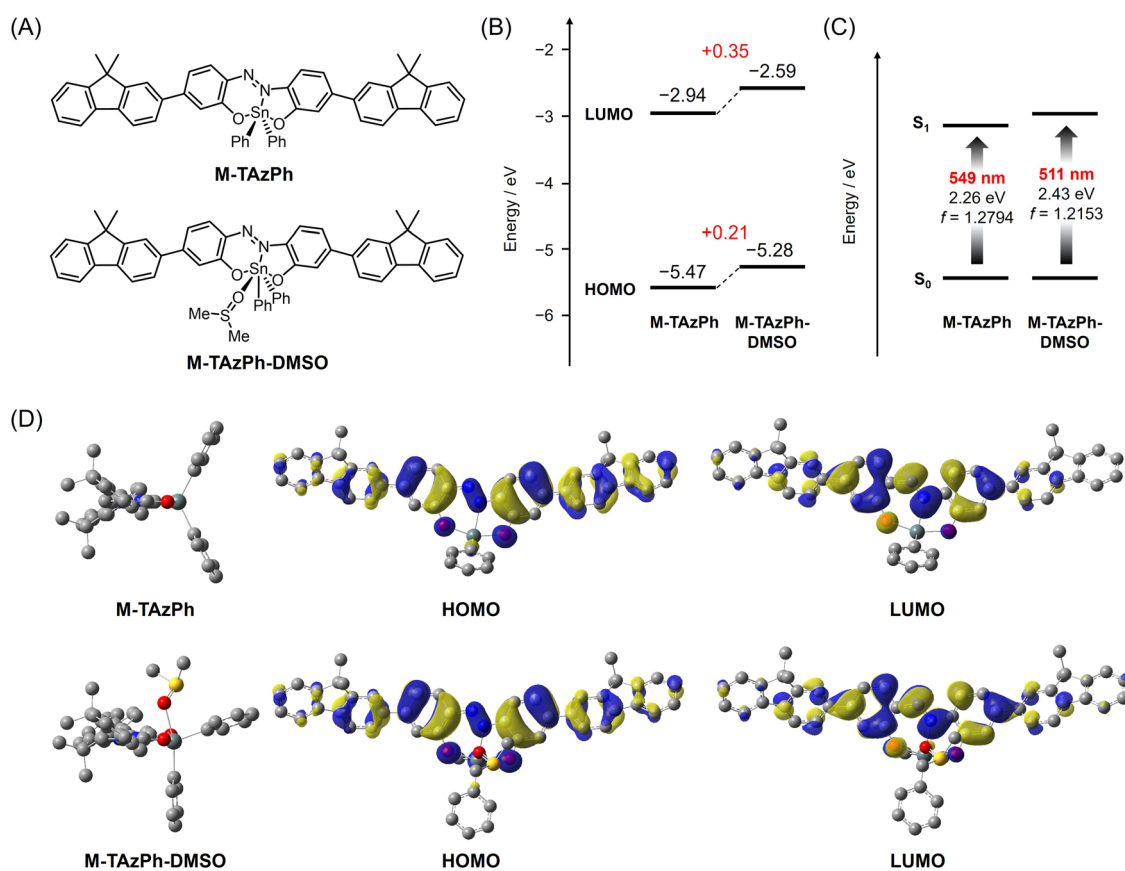 (A)
N
N
O
Sn
O
Ph
Ph
M-TAzPh
N
N
O
Sn
O
O
Ph
Ph
Me
S
Me
M-TAzPh-DMSO
(B)
Energy / eV
−2
−3
−4
−5
−6
LUMO
HOMO
+0.35
−2.94
−2.59
+0.21
−5.47
−5.28
M-TAzPh
M-TAzPh-
DMSO
(C)
Energy / eV
S1
S0
549 nm
2.26 eV
f = 1.2794
511 nm
2.43 eV
f = 1.2153
M-TAzPh
M-TAzPh-
DMSO
(D)
M-TAzPh
HOMO
LUMO
M-TAzPh-DMSO
HOMO
LUMO